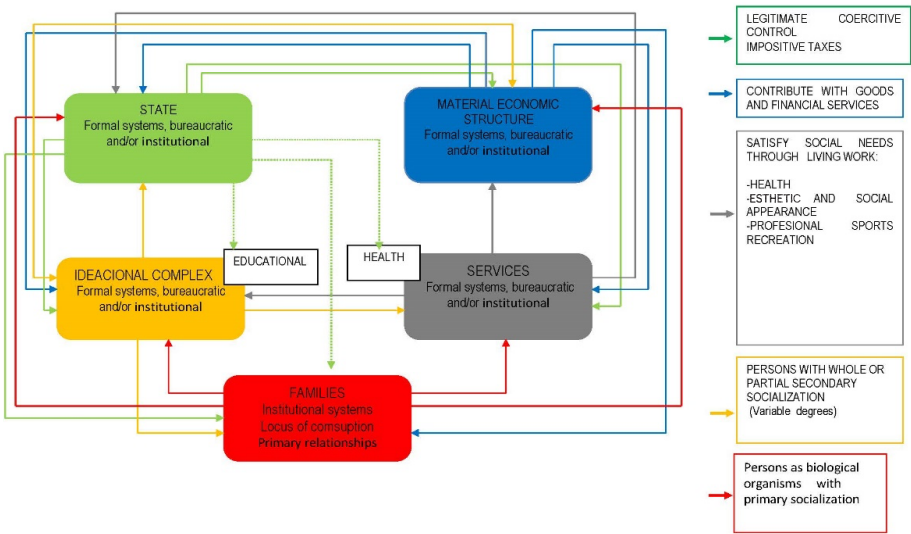 STATE
Formal systems, bureaucratic
and/or institutional
MATERIAL ECONOMIC
STRUCTURE
Formal systems, bureaucratic
and/or institutional
EDUCATIONAL
HEALTH
IDEACIONAL COMPLEX
Formal systems, bureaucratic
and/or institutional
SERVICES
Formal systems, bureaucratic
and/or institutional
FAMILIES
Institutional systems
Locus of comsuption
Primary relationships
LEGITIMATE COERCITIVE
CONTROL
IMPOSITIVE TAXES
CONTRIBUTE WITH GOODS
AND FINANCIAL SERVICES
SATISFY SOCIAL NEEDS
THROUGH LIVING WORK:
-HEALTH
-ESTHETIC AND SOCIAL
APPEARANCE
-PROFESIONAL SPORTS
RECREATION
PERSONS WITH WHOLE OR
PARTIAL SECONDARY
SOCIALIZATION
(Variable degrees)
Persons as biological
organisms with
primary socialization